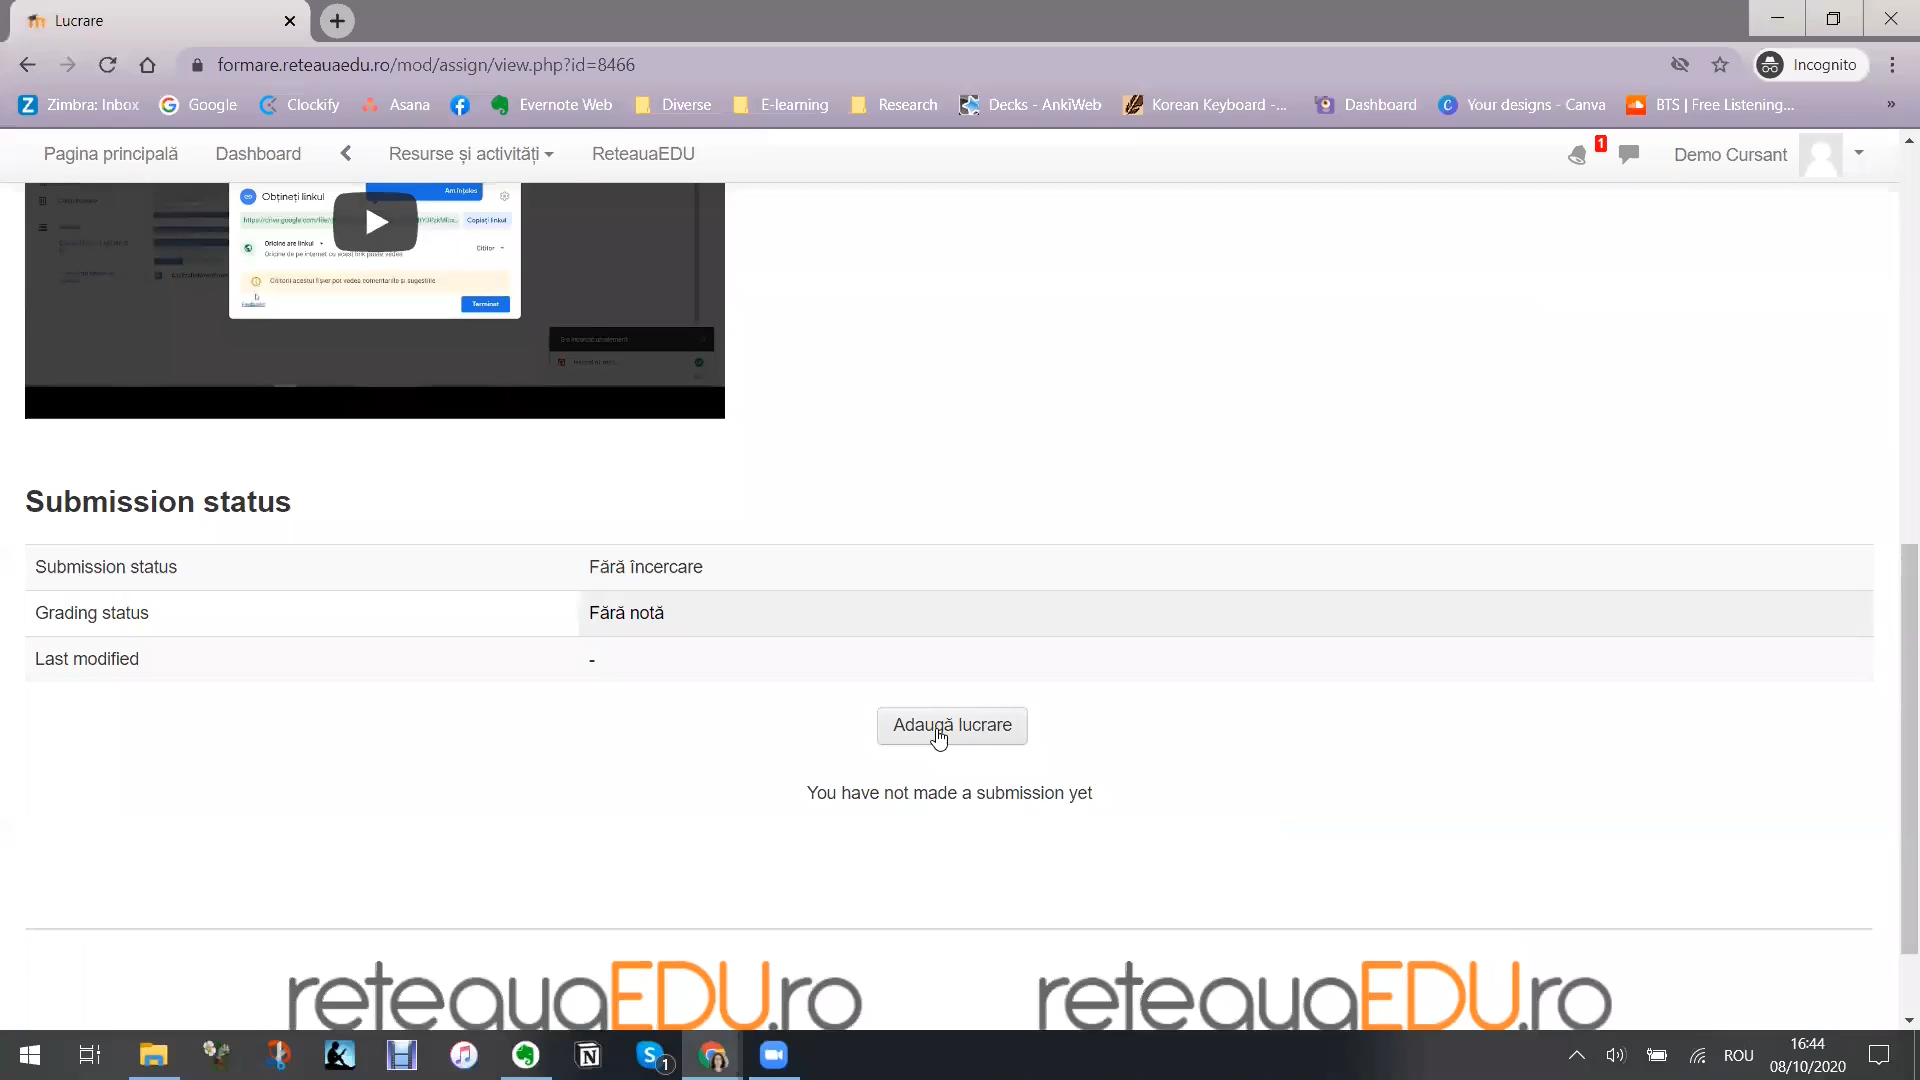 Lucrare
formare.reteauaedu.ro/mod/assign/view.php?id=8466
Incognito
Zimbra: Inbox Google Clockify Asana Evernote Web Diverse E-learning Research Decks - AnkiWeb Korean Keyboard -... Dashboard Your designs - Canva BTS | Free Listening... »
Pagina principală Dashboard Resurse și activități ReteauaEDU 1 Demo Cursant
Am înțeles
Obțineți linkul
Copiați linkul
Oricine are linkul
Cititor
Oricine de pe internet cu acest link poate vedea
Cititorii acestui fișier pot vedea comentariile și sugestiile
Terminat
Submission status
Submission status Fără încercare
Grading status Fără notă
Last modified -
Adaugă lucrare
You have not made a submission yet
reteauaEDU.ro reteauaEDU.ro
1
ROU
16:44
08/10/2020